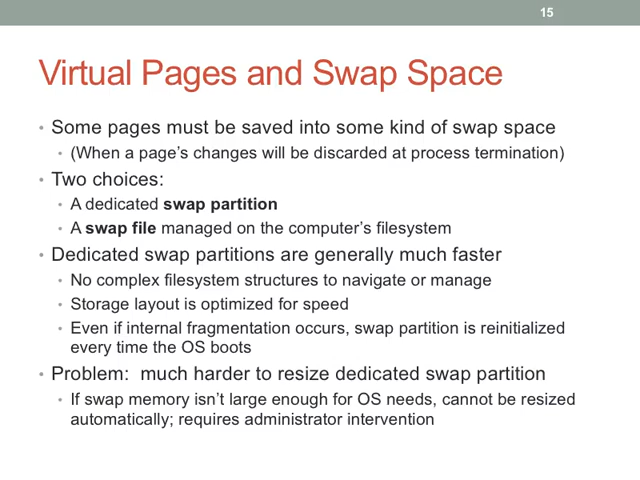 15
Virtual Pages and Swap Space
• Some pages must be saved into some kind of swap space
• (When a page's changes will be discarded at process termination)
• Two choices:
• A dedicated swap partition
• A swap file managed on the computer's filesystem
• Dedicated swap partitions are generally much faster
• No complex filesystem structures to navigate or manage
• Storage layout is optimized for speed
• Even if internal fragmentation occurs, swap partition is reinitialized
every time the OS boots
• Problem: much harder to resize dedicated swap partition
• If swap memory isn't large enough for OS needs, cannot be resized
automatically; requires administrator intervention